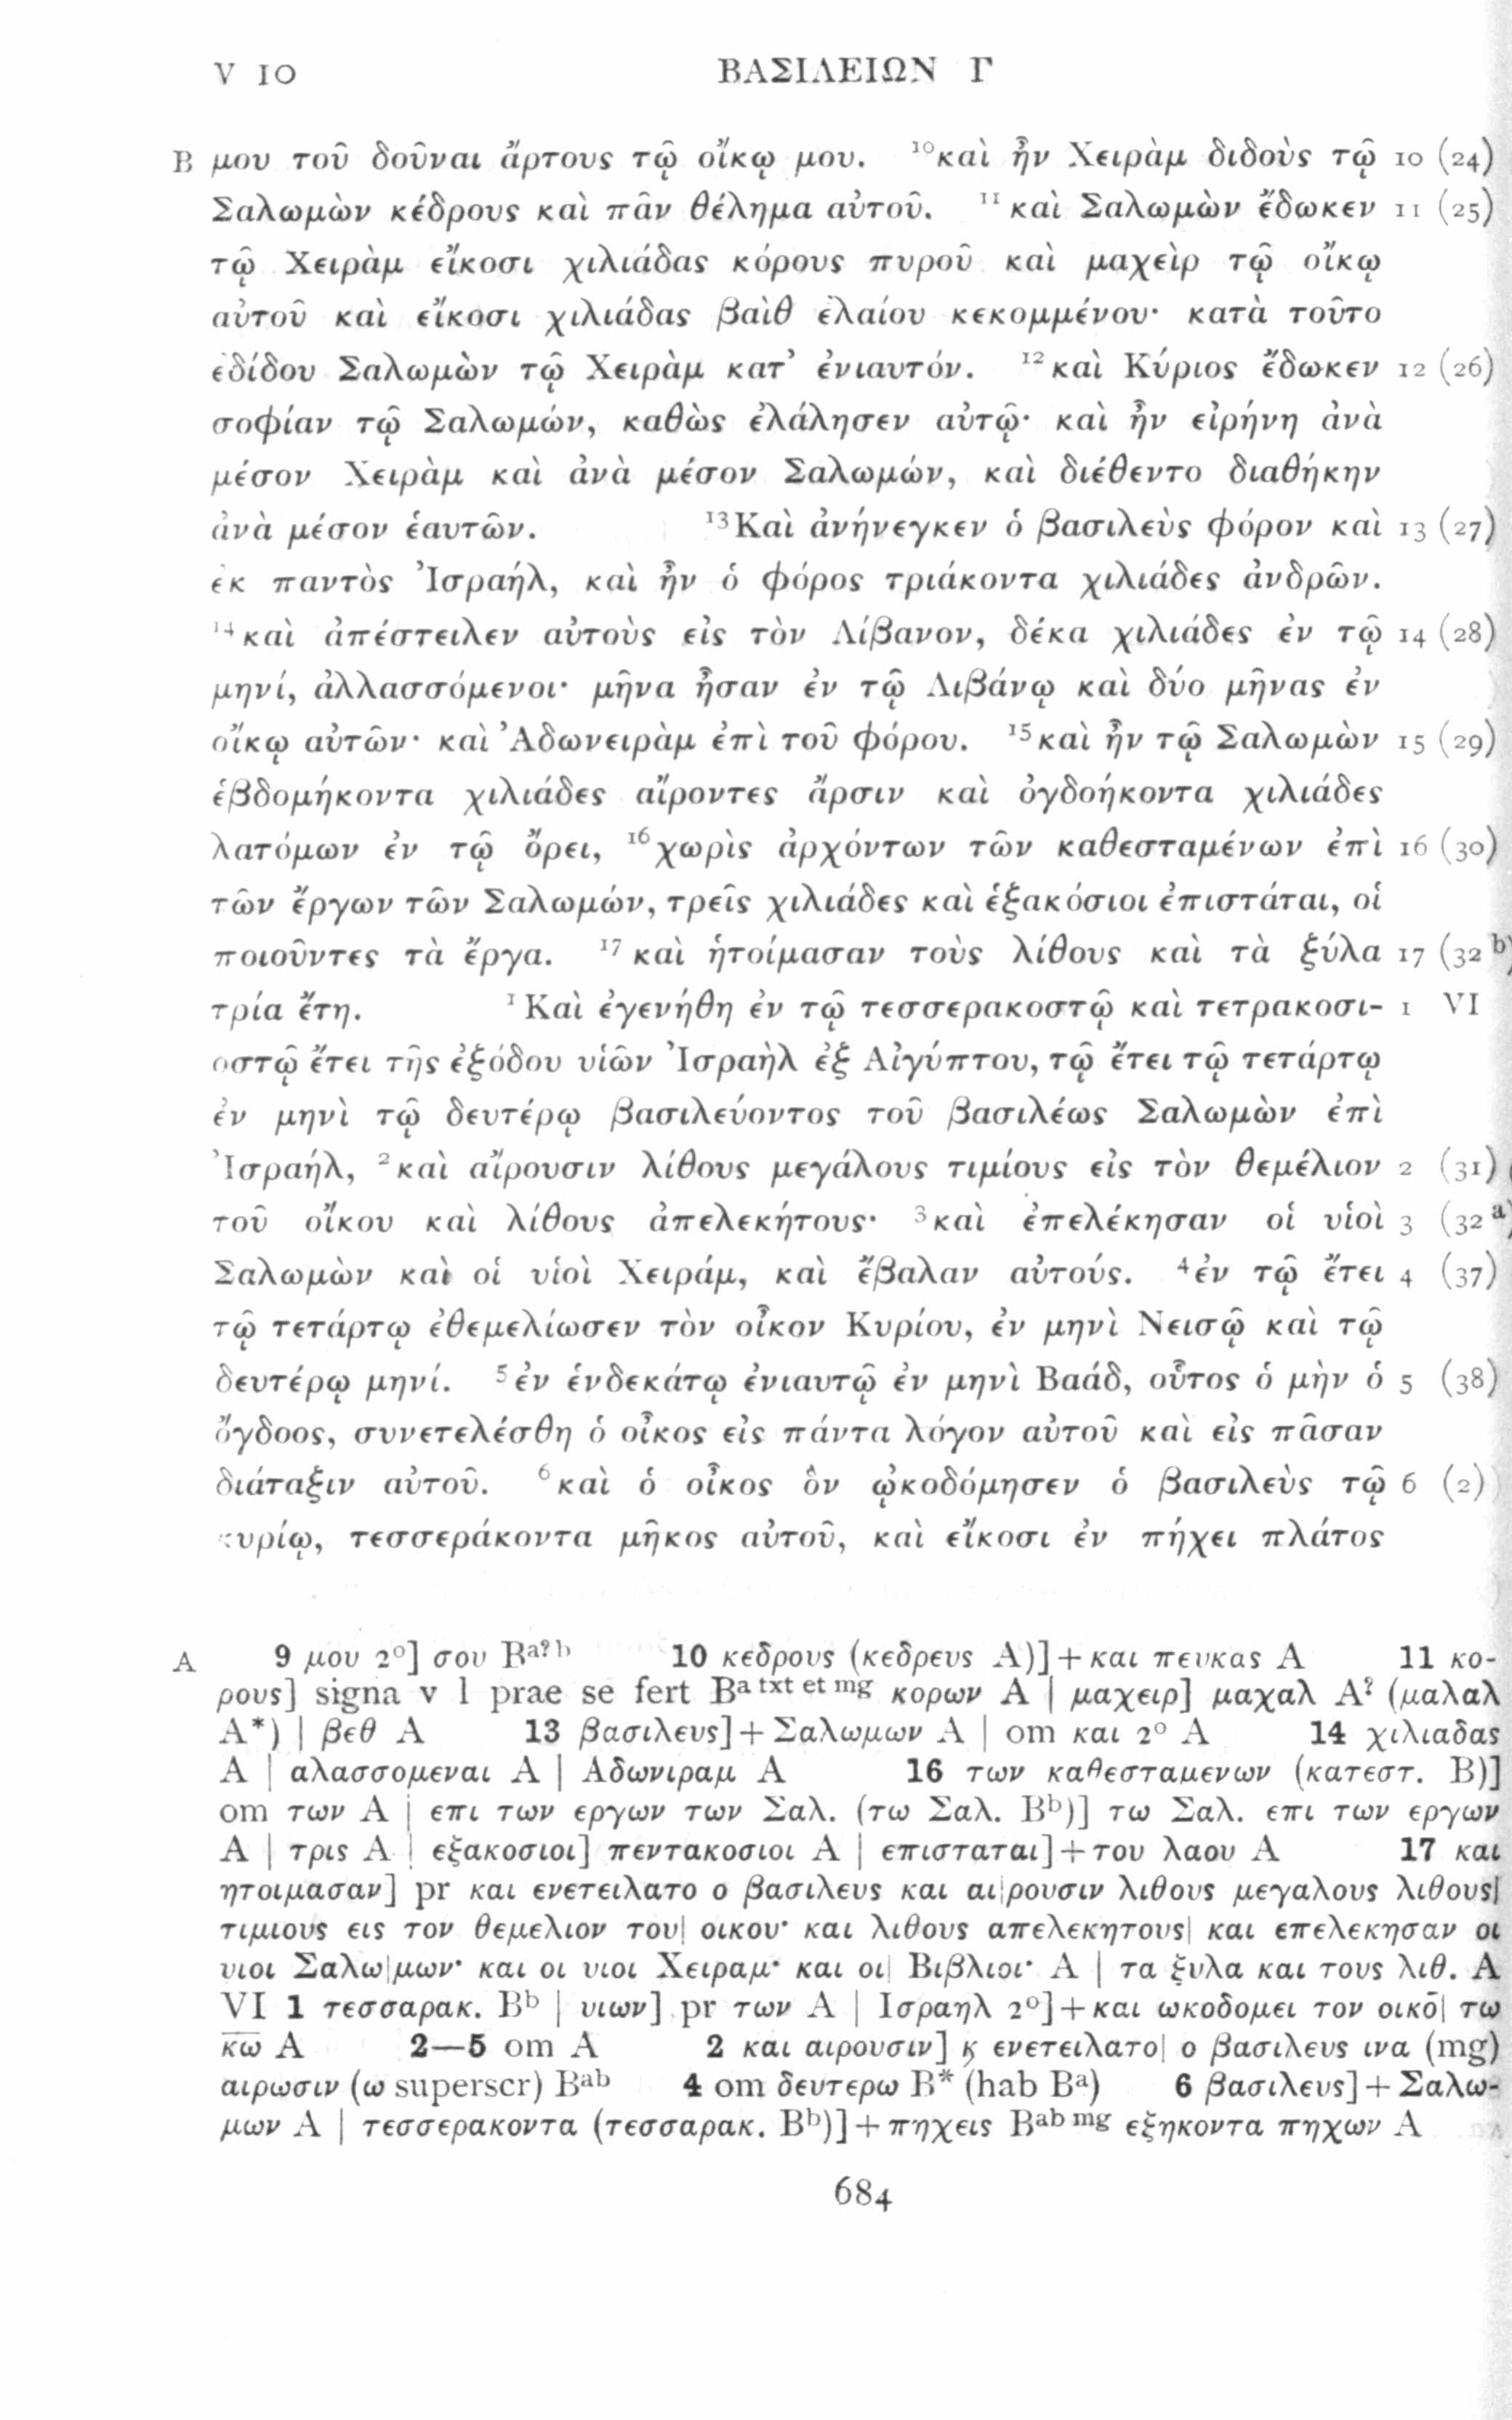 V 10 ΒΑΣΙΛΕΙΩΝ Γ
B μου τοῦ δοῦναι ἄρτους τῷ οἴκῳ μου. ¹⁰καὶ ἦν Χειρὰμ διδοὺς τῷ 10 (24)
Σαλωμὼν κέδρους καὶ πᾶν θέλημα αὐτοῦ. ¹¹καὶ Σαλωμὼν ἔδωκεν 11 (25)
τῷ Χειρὰμ εἴκοσι χιλιάδας κόρους πυροῦ καὶ μαχεὶρ τῷ οἴκῳ
αὐτοῦ καὶ εἴκοσι χιλιάδας βαὶθ ἐλαίου κεκομμένου· κατὰ τοῦτο
ἐδίδου Σαλωμὼν τῷ Χειρὰμ κατ’ ἐνιαυτόν. ¹²καὶ Κύριος ἔδωκεν 12 (26)
σοφίαν τῷ Σαλωμών, καθὼς ἐλάλησεν αὐτῷ· καὶ ἦν εἰρήνη ἀνὰ
μέσον Χειρὰμ καὶ ἀνὰ μέσον Σαλωμών, καὶ διέθεντο διαθήκην
ἀνὰ μέσον ἑαυτῶν. ¹³Καὶ ἀνήνεγκεν ὁ βασιλεὺς φόρον καὶ 13 (27)
ἐκ παντὸς Ἰσραήλ, καὶ ἦν ὁ φόρος τριάκοντα χιλιάδες ἀνδρῶν.
¹⁴καὶ ἀπέστειλεν αὐτοὺς εἰς τὸν Λίβανον, δέκα χιλιάδες ἐν τῷ 14 (28)
μηνί, ἀλλασσόμενοι· μῆνα ἦσαν ἐν τῷ Λιβάνῳ καὶ δύο μῆνας ἐν
οἴκῳ αὐτῶν· καὶ Ἀδωνειρὰμ ἐπὶ τοῦ φόρου. ¹⁵καὶ ἦν τῷ Σαλωμὼν 15 (29)
ἑβδομήκοντα χιλιάδες αἴροντες ἄρσιν καὶ ὀγδοήκοντα χιλιάδες
λατόμων ἐν τῷ ὄρει, ¹⁶χωρὶς ἀρχόντων τῶν καθεσταμένων ἐπὶ 16 (30)
τῶν ἔργων τῶν Σαλωμών, τρεῖς χιλιάδες καὶ ἑξακόσιοι ἐπιστάται, οἱ
ποιοῦντες τὰ ἔργα. ¹⁷καὶ ἡτοίμασαν τοὺς λίθους καὶ τὰ ξύλα 17 (32 b)
τρία ἔτη. ¹Καὶ ἐγενήθη ἐν τῷ τεσσερακοστῷ καὶ τετρακοσι- 1 VI
οστῷ ἔτει τῆς ἐξόδου υἱῶν Ἰσραὴλ ἐξ Αἰγύπτου, τῷ ἔτει τῷ τετάρτῳ
ἐν μηνὶ τῷ δευτέρῳ βασιλεύοντος τοῦ βασιλέως Σαλωμὼν ἐπὶ
Ἰσραήλ, ²καὶ αἴρουσιν λίθους μεγάλους τιμίους εἰς τὸν θεμέλιον 2 (31)
τοῦ οἴκου καὶ λίθους ἀπελεκήτους· ³καὶ ἐπελέκησαν οἱ υἱοὶ 3 (32 a)
Σαλωμὼν καὶ οἱ υἱοὶ Χειράμ, καὶ ἔβαλαν αὐτούς. ⁴ἐν τῷ ἔτει 4 (37)
τῷ τετάρτῳ ἐθεμελίωσεν τὸν οἶκον Κυρίου, ἐν μηνὶ Νεισῷ καὶ τῷ
δευτέρῳ μηνί. ⁵ἐν ἑνδεκάτῳ ἐνιαυτῷ ἐν μηνὶ Βαάδ, οὗτος ὁ μὴν ὁ 5 (38)
ὄγδοος, συνετελέσθη ὁ οἶκος εἰς πάντα λόγον αὐτοῦ καὶ εἰς πᾶσαν
διάταξιν αὐτοῦ. ⁶καὶ ὁ οἶκος ὃν ᾠκοδόμησεν ὁ βασιλεὺς τῷ 6 (2)
κυρίῳ, τεσσεράκοντα μῆκος αὐτοῦ, καὶ εἴκοσι ἐν πήχει πλάτος
A 9 μου 2º] σου Bᵃ?ᵇ 10 κεδρους (κεδρευς A)]+και πευκας A 11 κο-
ρους] signa v l prae se fert Bᵃ ᵗˣᵗ ᵉᵗ ᵐᵍ κορων A | μαχειρ] μαχαλ A? (μαλαλ
A*) | βεθ A 13 βασιλευς]+Σαλωμων A | om και 2º A 14 χιλιαδας
A | αλασσομεναι A | Αδωνιραμ A 16 των καθεσταμενων (κατεστ. B)]
om των A | επι των εργων των Σαλ. (τω Σαλ. Bᵇ)] τω Σαλ. επι των εργων
A | τρις A | εξακοσιοι] πεντακοσιοι A | επισταται]+του λαου A 17 και
ητοιμασαν] pr και ενετειλατο ο βασιλευς και αι|ρουσιν λιθους μεγαλους λιθους|
τιμιους εις τον θεμελιον του| οικου· και λιθους απελεκητους| και επελεκησαν οι
υιοι Σαλω|μων· και οι υιοι Χειραμ· και οι| Βιβλιοι· A | τα ξυλα και τους λιθ. A
VI 1 τεσσαρακ. Bᵇ | υιων] pr των A | Ισραηλ 2º]+και ωκοδομει τον οικο̄| τω
κ̅ω̅ A 2—5 om A 2 και αιρουσιν] ϗ ενετειλατο| ο βασιλευς ινα (mg)
αιρωσιν (ω superscr) Bᵃᵇ 4 om δευτερω B* (hab Bᵃ) 6 βασιλευς]+Σαλω-
μων A | τεσσερακοντα (τεσσαρακ. Bᵇ)]+πηχεις Bᵃᵇ ᵐᵍ εξηκοντα πηχων A
684